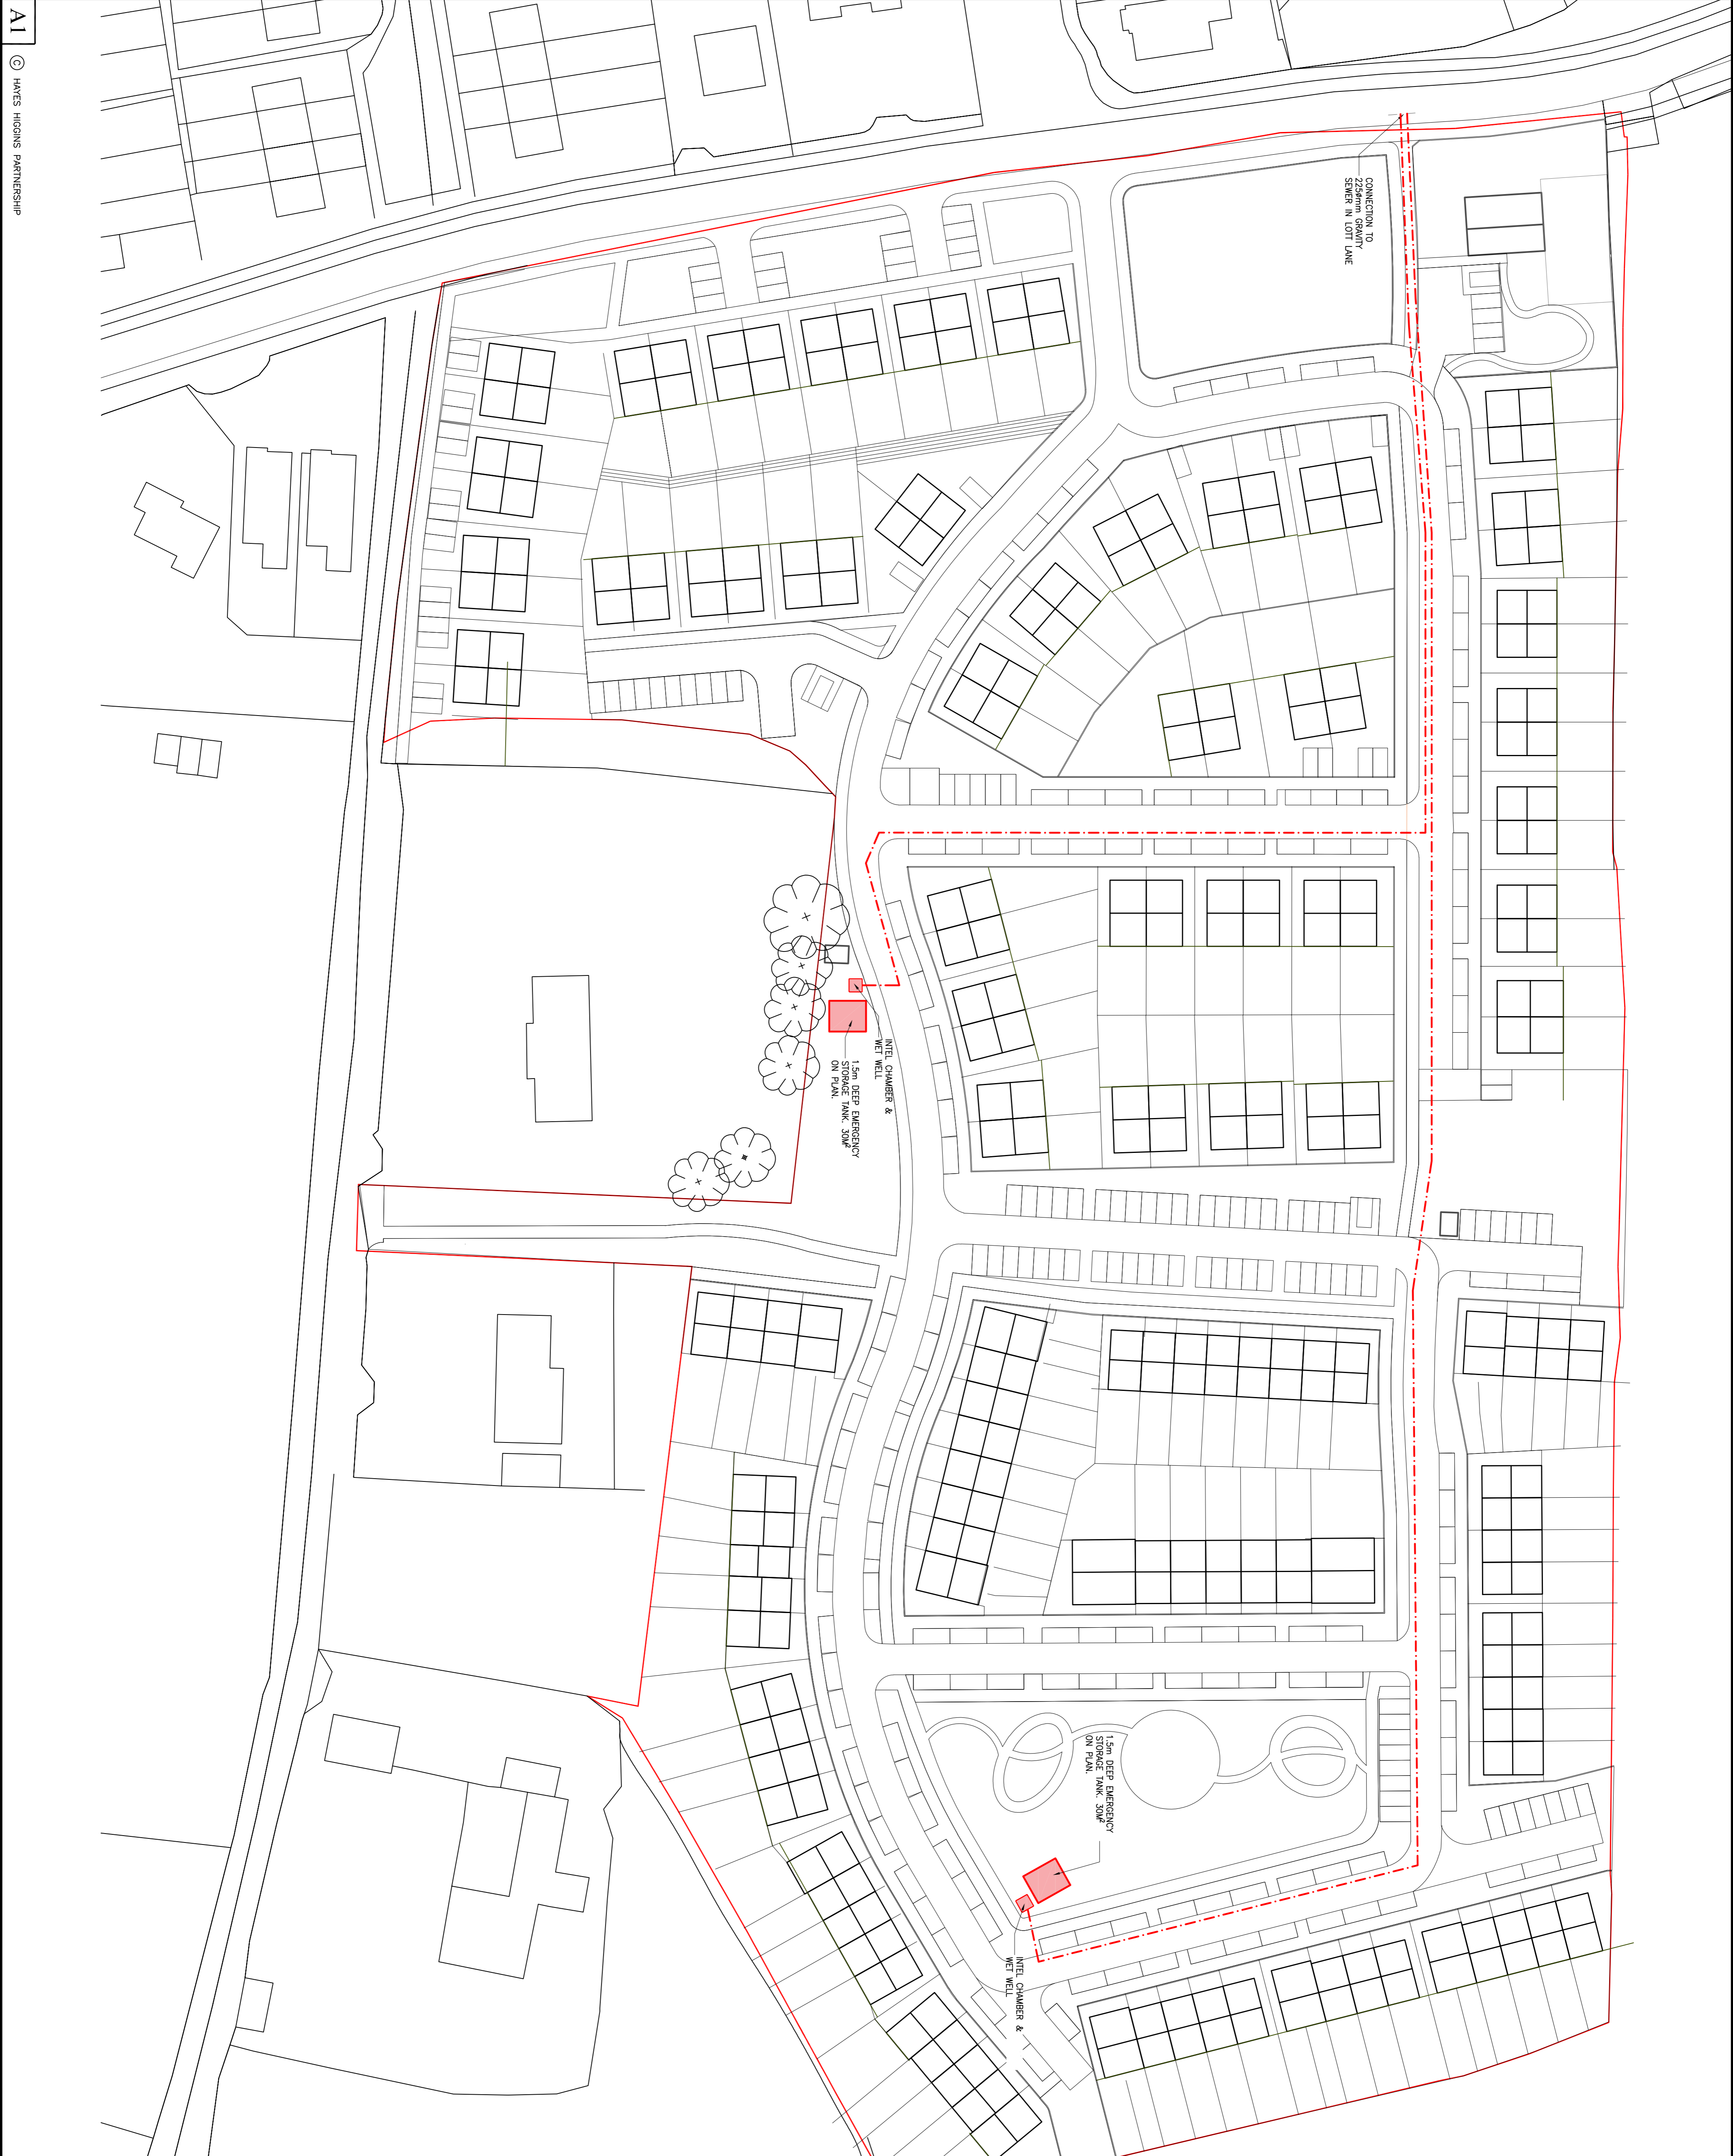 A1
© HAYES HIGGINS PARTNERSHIP
CONNECTION TO
225ømm GRAVITY
SEWER IN LOTT LANE
INTEL CHAMBER &
WET WELL
1.5m DEEP EMERGENCY
STORAGE TANK. 30M²
ON PLAN.
1.5m DEEP EMERGENCY
STORAGE TANK. 30M²
ON PLAN.
INTEL CHAMBER &
WET WELL